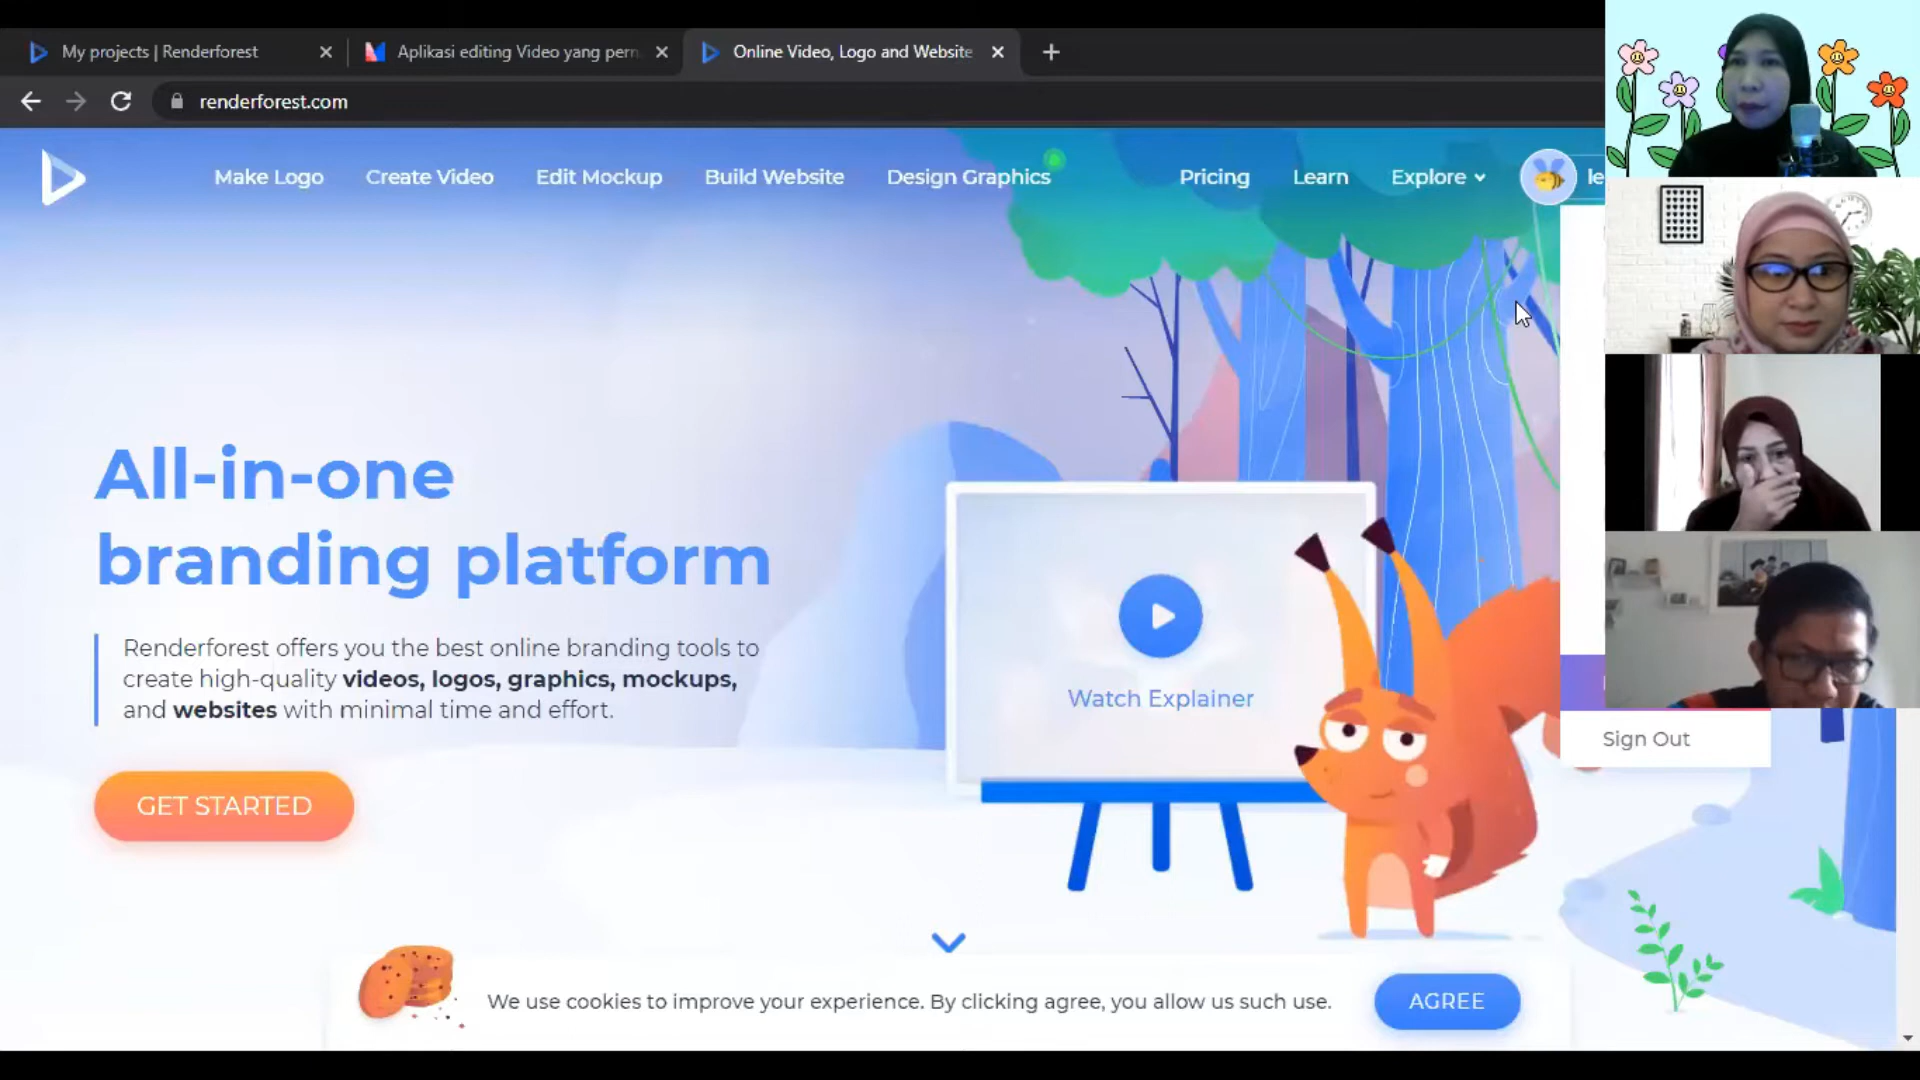 My projects | Renderforest
Aplikasi editing Video yang pern
Online Video, Logo and Website
renderforest.com
Make Logo
Create Video
Edit Mockup
Build Website
Design Graphics
Pricing
Learn
Explore
le
All-in-one
branding platform
Renderforest offers you the best online branding tools to
create high-quality videos, logos, graphics, mockups,
and websites with minimal time and effort.
GET STARTED
Watch Explainer
Sign Out
We use cookies to improve your experience. By clicking agree, you allow us such use.
AGREE